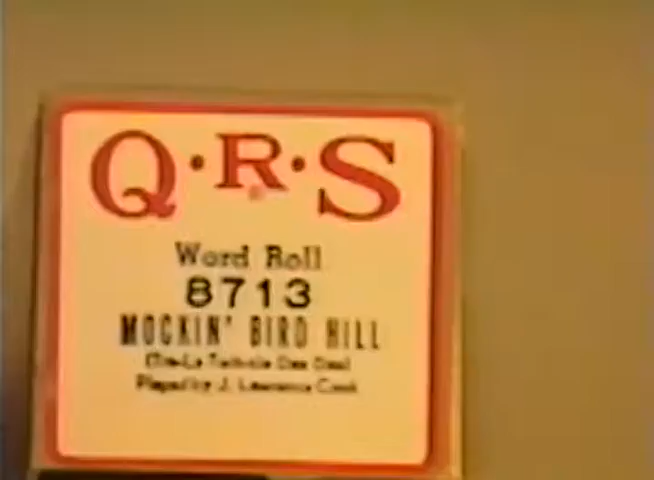 Q·R·S
Word Roll
8713
MOCKIN' BIRD HILL
Played by J. Lawrence Cook